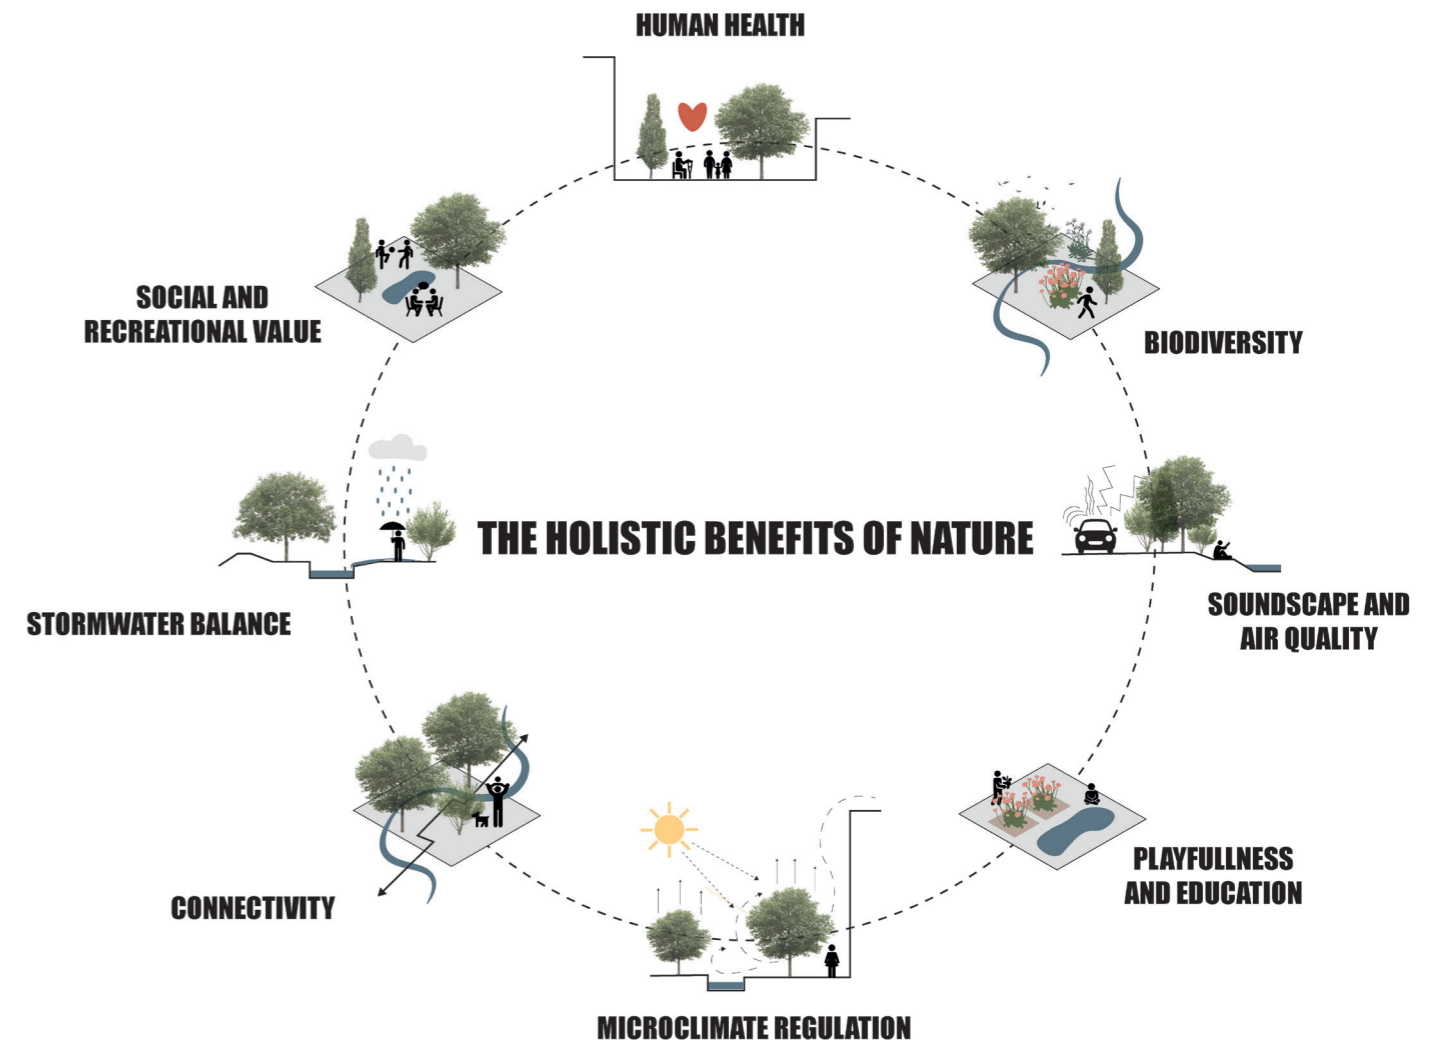 HUMAN HEALTH
SOCIAL AND
RECREATIONAL VALUE
BIODIVERSITY
THE HOLISTIC BENEFITS OF NATURE
STORMWATER BALANCE
SOUNDSCAPE AND
AIR QUALITY
CONNECTIVITY
PLAYFULLNESS
AND EDUCATION
MICROCLIMATE REGULATION